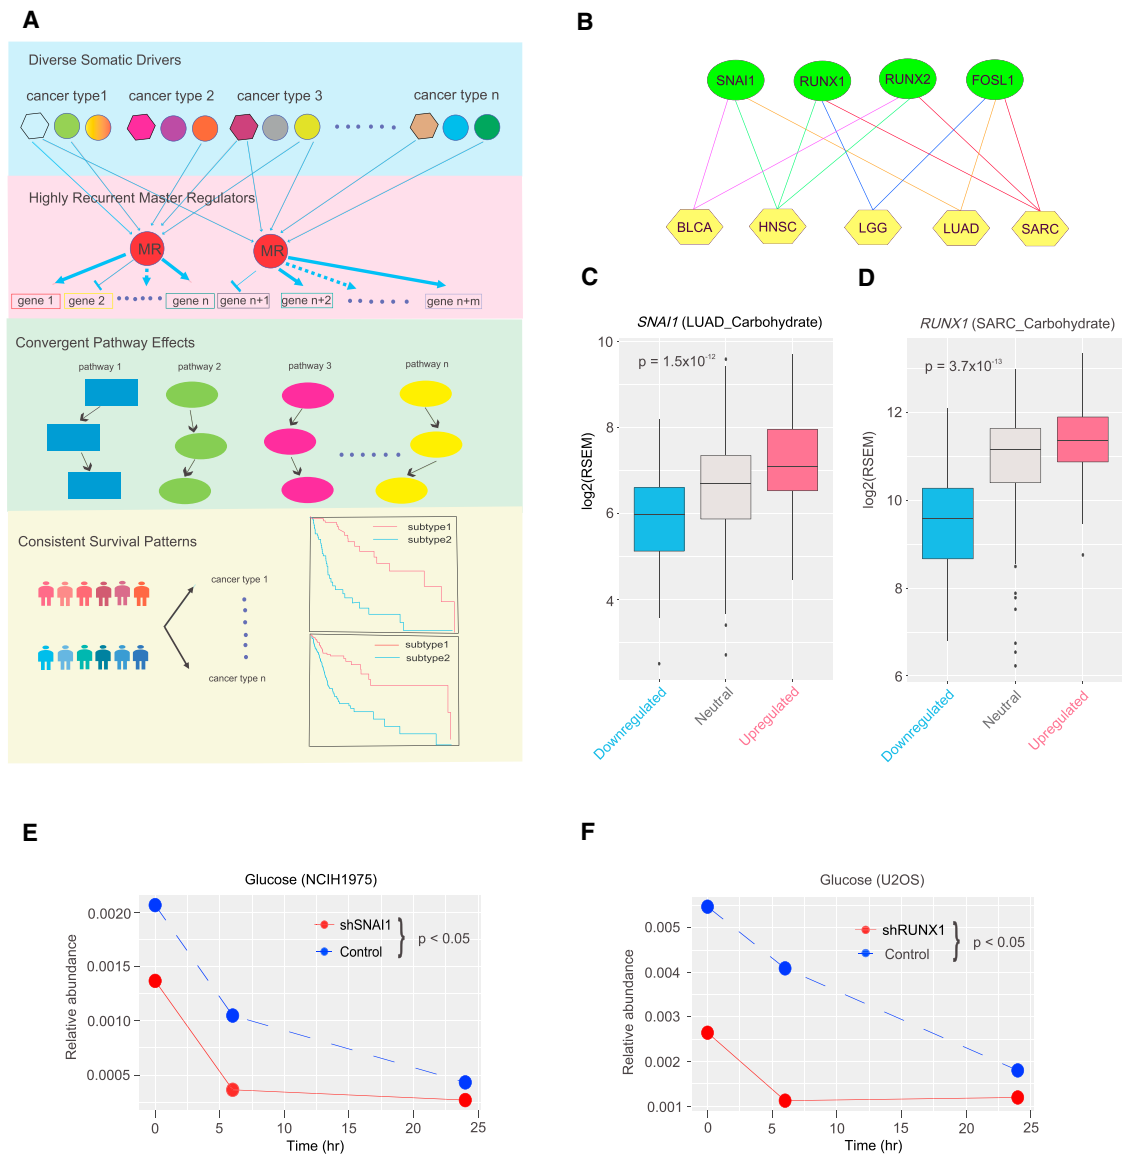 A
Diverse Somatic Drivers
cancer type1
cancer type 2
cancer type 3
cancer type n
Highly Recurrent Master Regulators
MR
MR
gene 1
gene 2
gene n
gene n+1
gene n+2
gene n+m
Convergent Pathway Effects
pathway 1
pathway 2
pathway 3
pathway n
Consistent Survival Patterns
cancer type 1
cancer type n
subtype1
subtype2
subtype1
subtype2
B
SNAI1
RUNX1
RUNX2
FOSL1
BLCA
HNSC
LGG
LUAD
SARC
C
SNAI1 (LUAD_Carbohydrate)
p = 1.5x10-12
log2(RSEM)
10
8
6
4
Downregulated
Neutral
Upregulated
D
RUNX1 (SARC_Carbohydrate)
p = 3.7x10-13
log2(RSEM)
12
10
8
6
Downregulated
Neutral
Upregulated
E
Glucose (NCIH1975)
shSNAI1
Control
} p < 0.05
Relative abundance
0.0020
0.0015
0.0010
0.0005
0 5 10 15 20 25
Time (hr)
F
Glucose (U2OS)
shRUNX1
Control
} p < 0.05
Relative abundance
0.005
0.004
0.003
0.002
0.001
0 5 10 15 20 25
Time (hr)